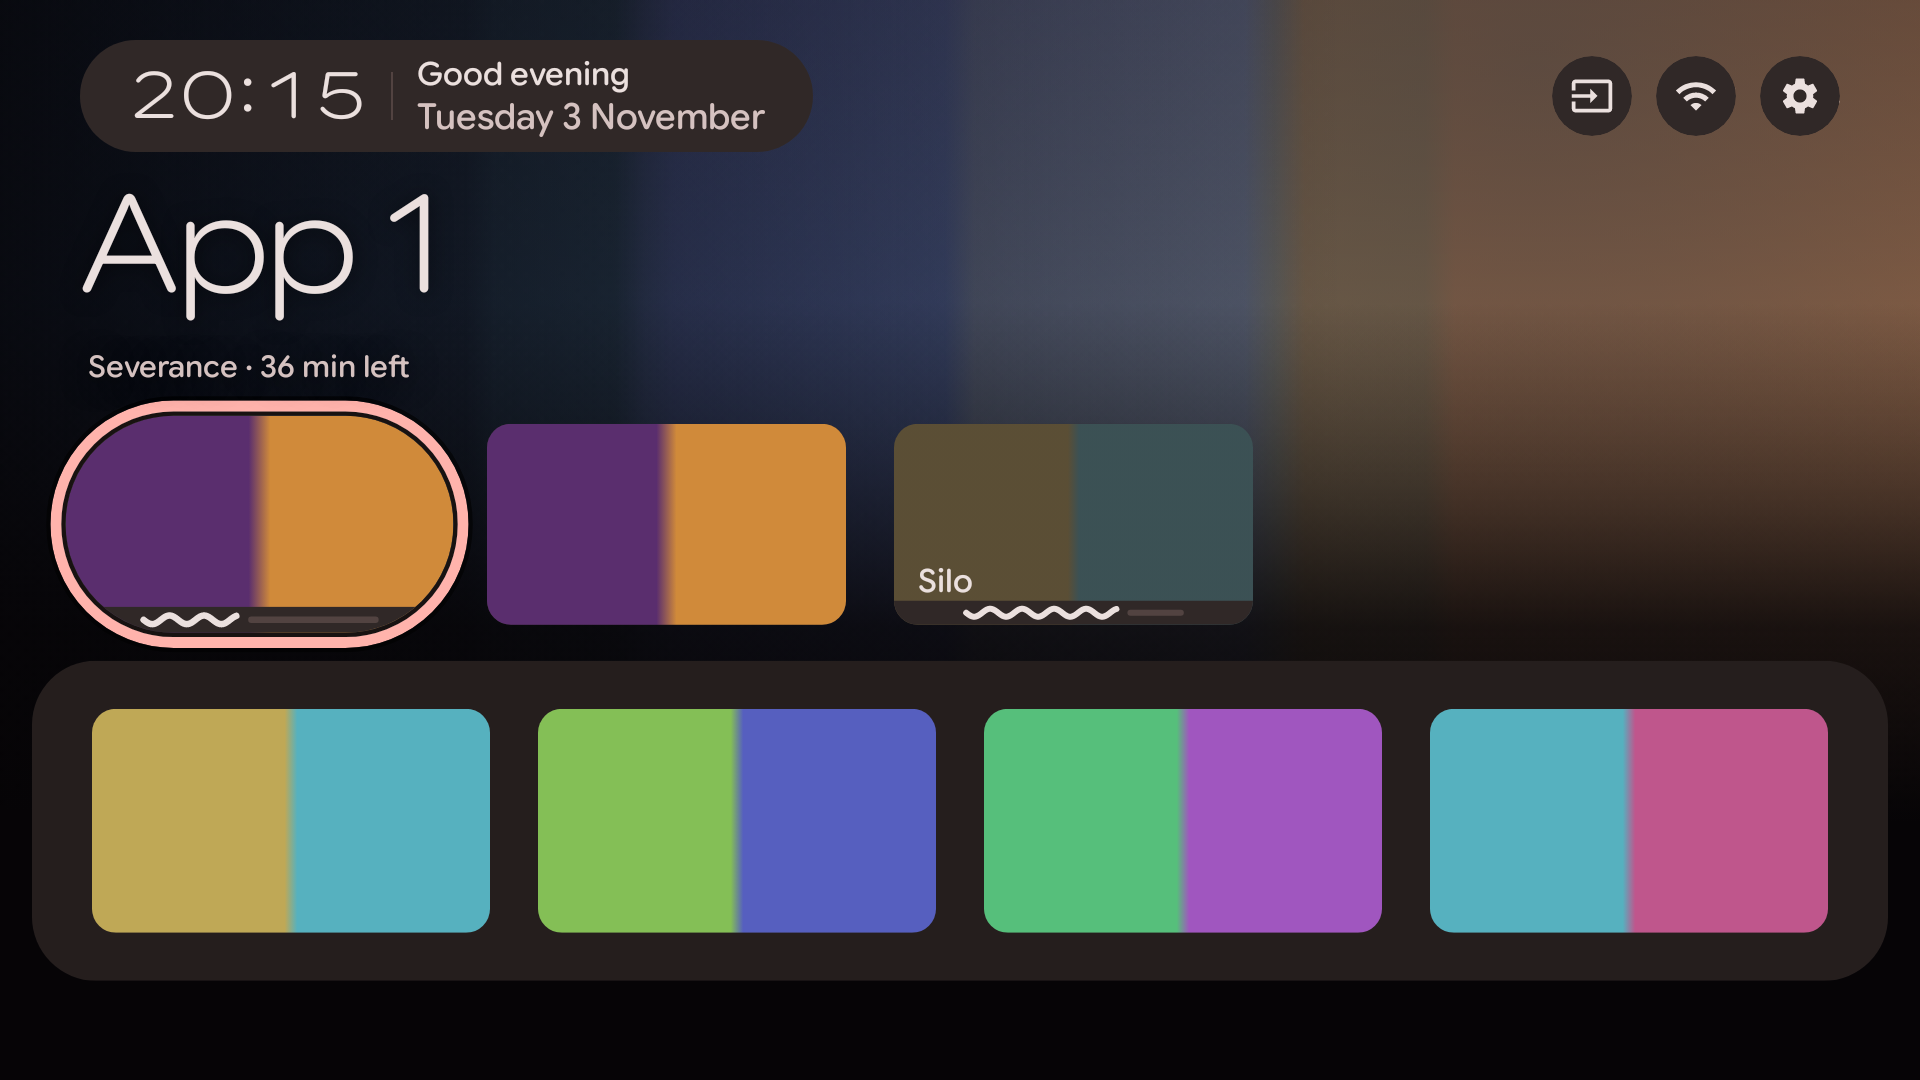 20:15
Good evening
Tuesday 3 November
App 1
Severance · 36 min left
Silo